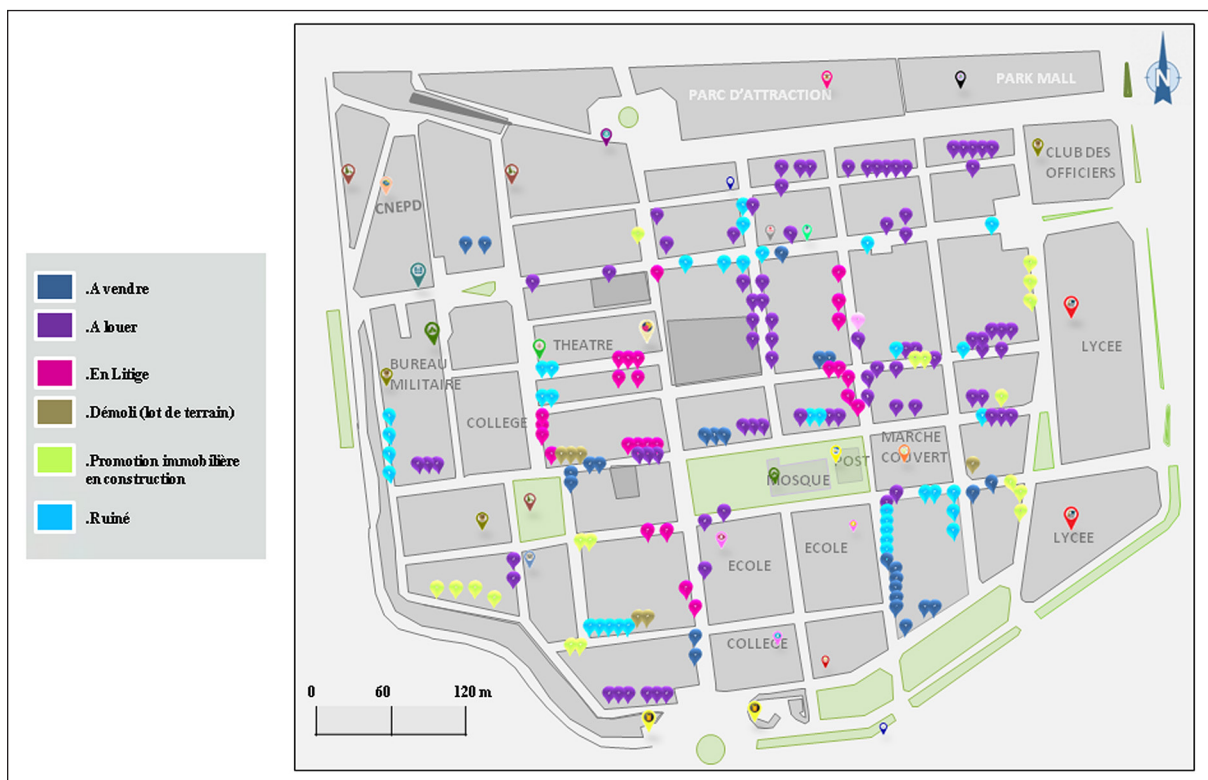 PARC D'ATTRACTION
PARK MALL
N
CLUB DES
OFFICIERS
CNEPD
.A vendre
.A louer
.En Litige
.Démoli (lot de terrain)
.Promotion immobilière
en construction
.Ruiné
THEATRE
LYCEE
BUREAU
MILITAIRE
COLLEGE
MARCHE
COUVERT
POST
MOSQUE
LYCEE
ECOLE
ECOLE
COLLEGE
0 60 120 m